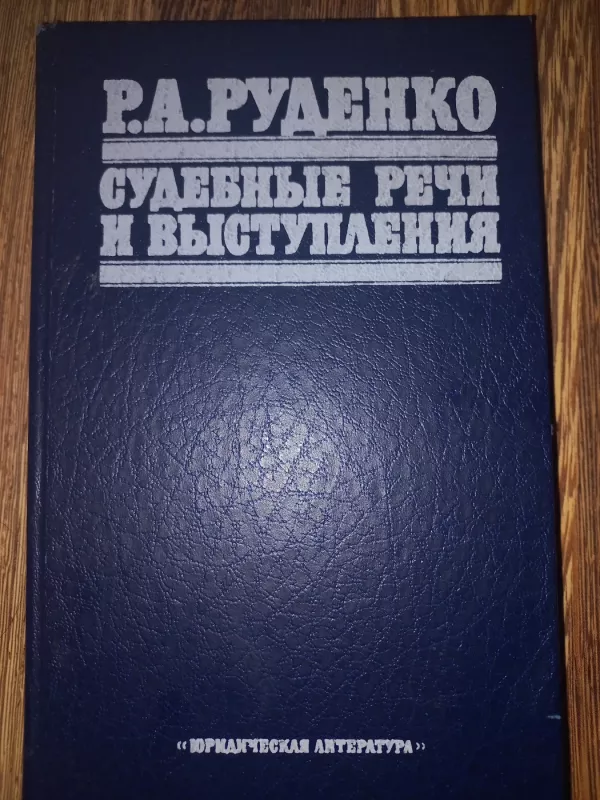 Р.А.РУДЕНКО
СУДЕБНЫЕ РЕЧИ
И ВЫСТУПЛЕНИЯ
«ЮРИДИЧЕСКАЯ ЛИТЕРАТУРА»